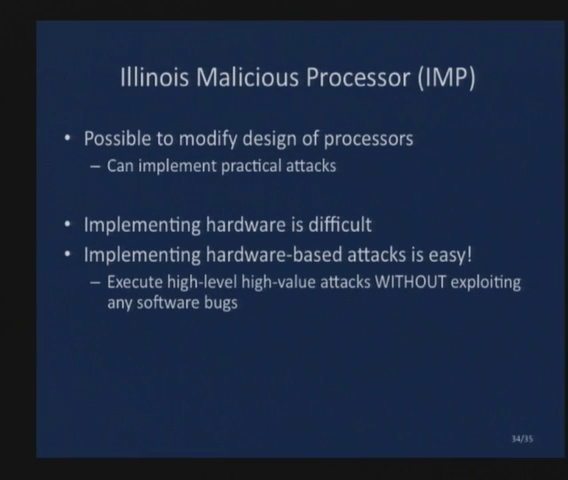 Illinois Malicious Processor (IMP)
• Possible to modify design of processors
– Can implement practical attacks
• Implementing hardware is difficult
• Implementing hardware-based attacks is easy!
– Execute high-level high-value attacks WITHOUT exploiting
any software bugs
34/35